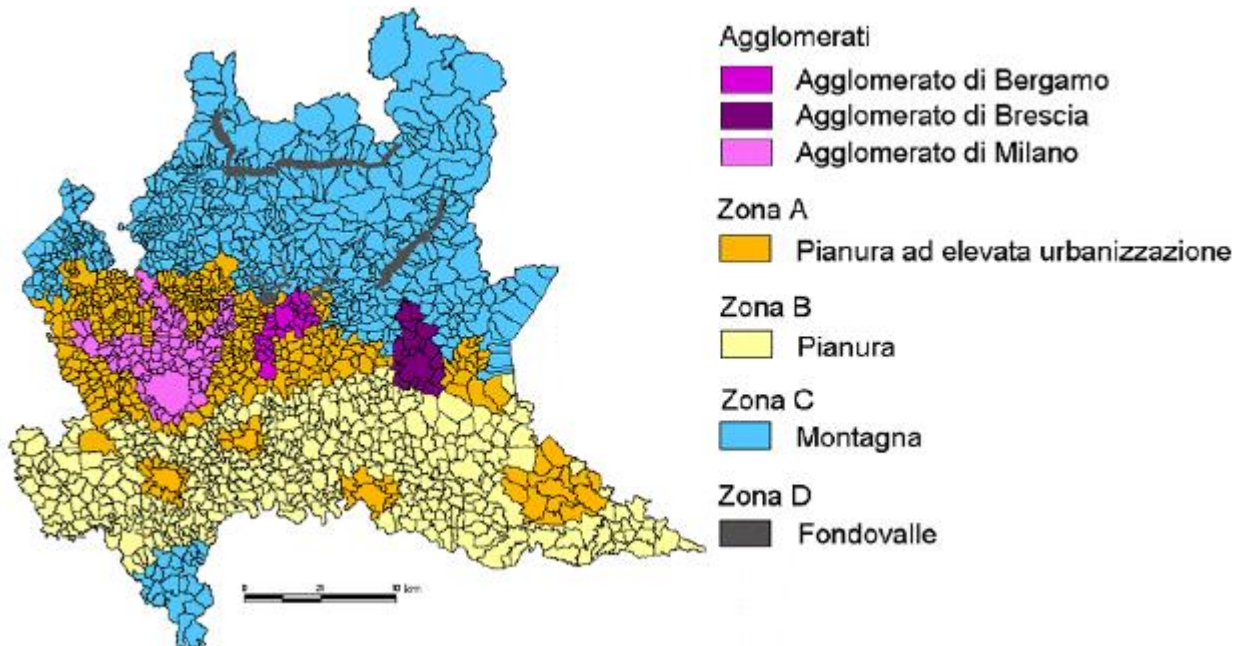 Agglomerati
Agglomerato di Bergamo
Agglomerato di Brescia
Agglomerato di Milano
Zona A
Pianura ad elevata urbanizzazione
Zona B
Pianura
Zona C
Montagna
Zona D
Fondovalle
km